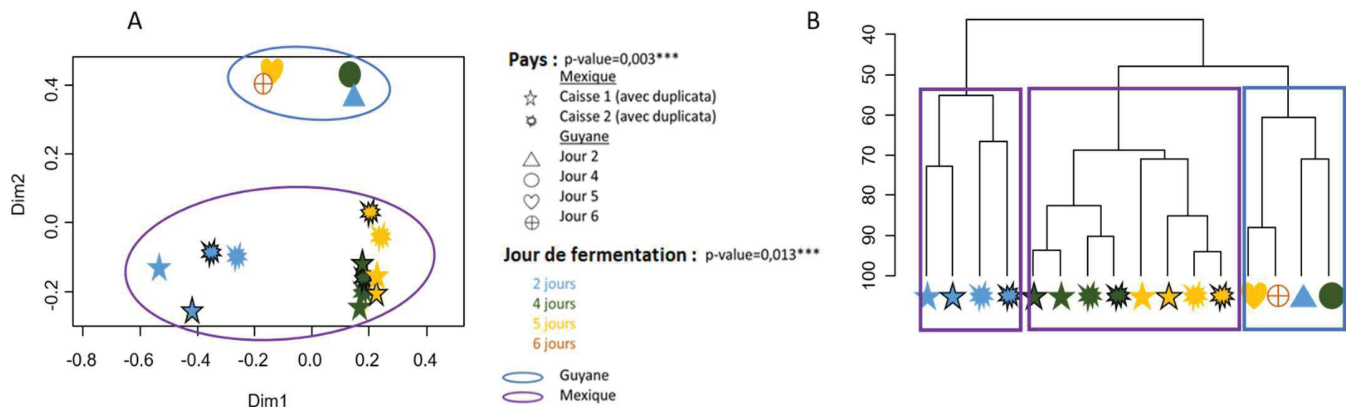 A
Dim2
0.4
0.2
0.0
-0.2
-0.8
-0.6
-0.4
-0.2
0.0
0.2
0.4
Dim1
Pays : p-value=0,003***
Mexique
Caisse 1 (avec duplicata)
Caisse 2 (avec duplicata)
Guyane
Jour 2
Jour 4
Jour 5
Jour 6
Jour de fermentation : p-value=0,013***
2 jours
4 jours
5 jours
6 jours
Guyane
Mexique
B
40
50
60
70
80
90
100